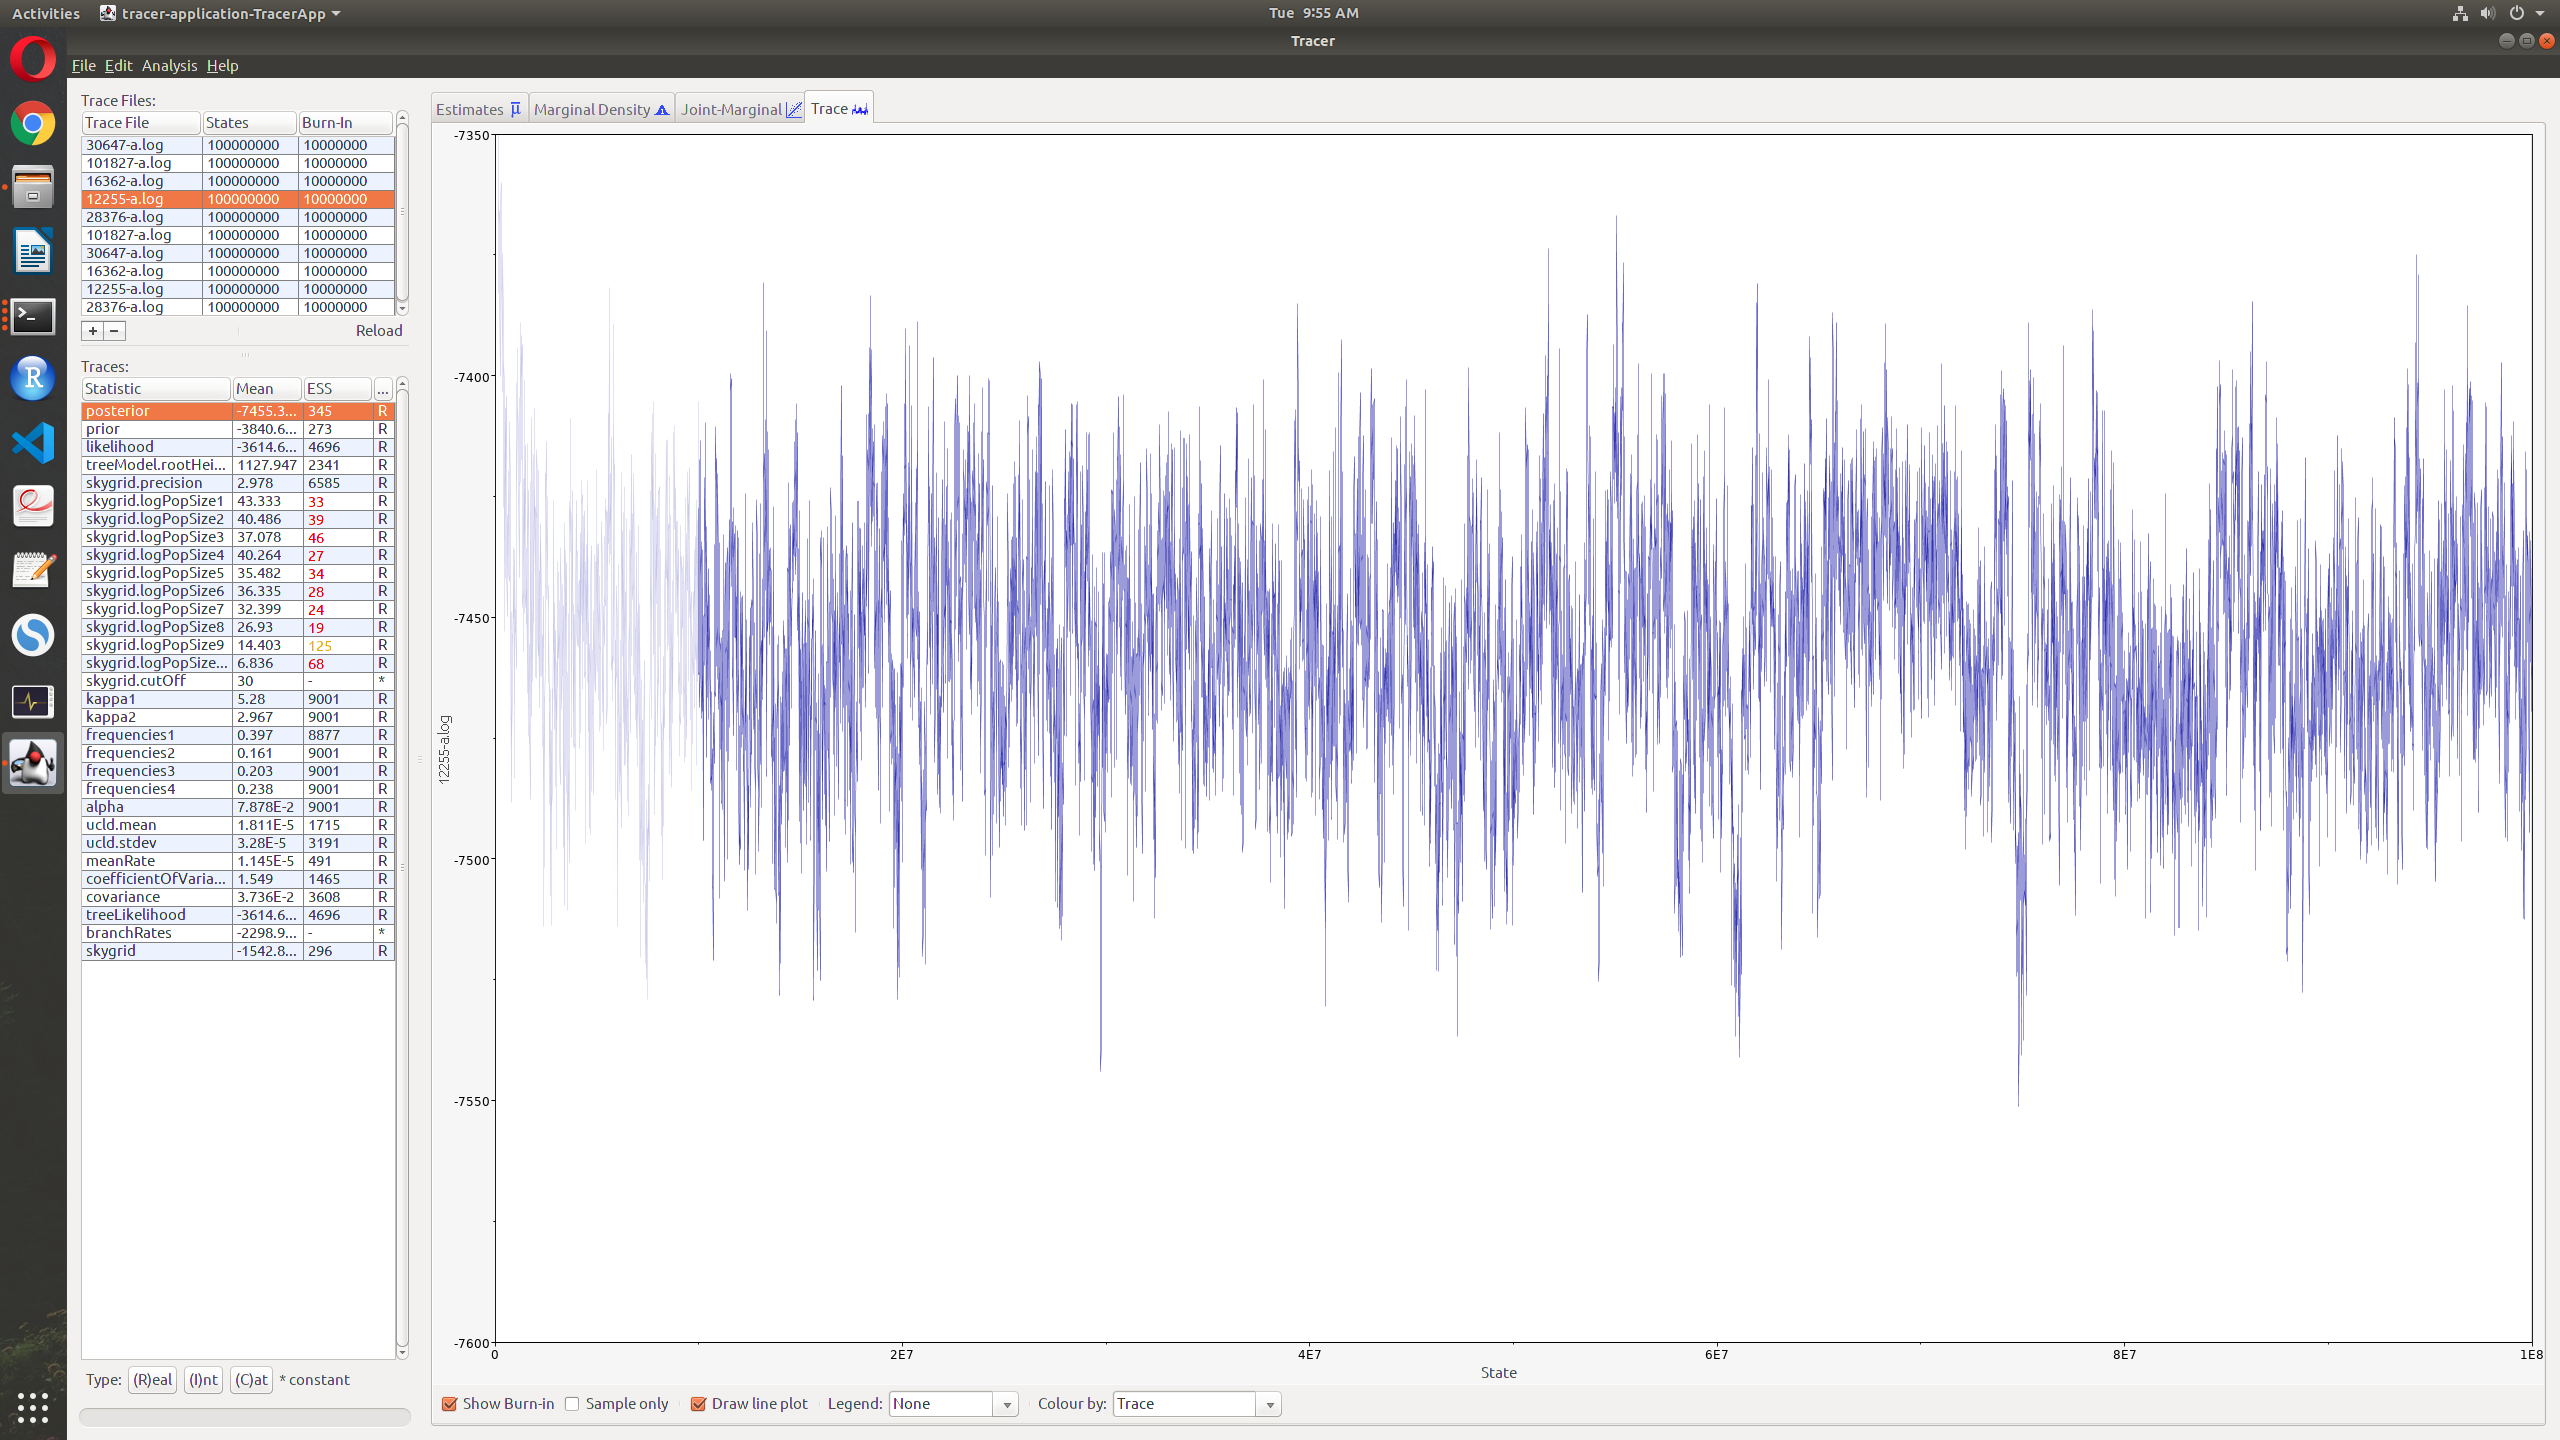 Activities tracer-application-TracerApp Tue 9:55 AM
Tracer
File Edit Analysis Help
Trace Files:
Trace File States Burn-In
30647-a.log 100000000 10000000
101827-a.log 100000000 10000000
16362-a.log 100000000 10000000
12255-a.log 100000000 10000000
28376-a.log 100000000 10000000
101827-a.log 100000000 10000000
30647-a.log 100000000 10000000
16362-a.log 100000000 10000000
12255-a.log 100000000 10000000
28376-a.log 100000000 10000000
+ − Reload
Traces:
Statistic Mean ESS ...
posterior -7455.3... 345 R
prior -3840.6... 273 R
likelihood -3614.6... 4696 R
treeModel.rootHei... 1127.947 2341 R
skygrid.precision 2.978 6585 R
skygrid.logPopSize1 43.333 33 R
skygrid.logPopSize2 40.486 39 R
skygrid.logPopSize3 37.078 46 R
skygrid.logPopSize4 40.264 27 R
skygrid.logPopSize5 35.482 34 R
skygrid.logPopSize6 36.335 28 R
skygrid.logPopSize7 32.399 24 R
skygrid.logPopSize8 26.93 19 R
skygrid.logPopSize9 14.403 125 R
skygrid.logPopSize... 6.836 68 R
skygrid.cutOff 30 - *
kappa1 5.28 9001 R
kappa2 2.967 9001 R
frequencies1 0.397 8877 R
frequencies2 0.161 9001 R
frequencies3 0.203 9001 R
frequencies4 0.238 9001 R
alpha 7.878E-2 9001 R
ucld.mean 1.811E-5 1715 R
ucld.stdev 3.28E-5 3191 R
meanRate 1.145E-5 491 R
coefficientOfVaria... 1.549 1465 R
covariance 3.736E-2 3608 R
treeLikelihood -3614.6... 4696 R
branchRates -2298.9... - *
skygrid -1542.8... 296 R
Type: (R)eal (I)nt (C)at * constant
Estimates Marginal Density Joint-Marginal Trace
-7350
-7400
-7450
-7500
-7550
-7600
12255-a.log
0 2E7 4E7 6E7 8E7 1E8
State
Show Burn-in Sample only Draw line plot Legend: None Colour by: Trace